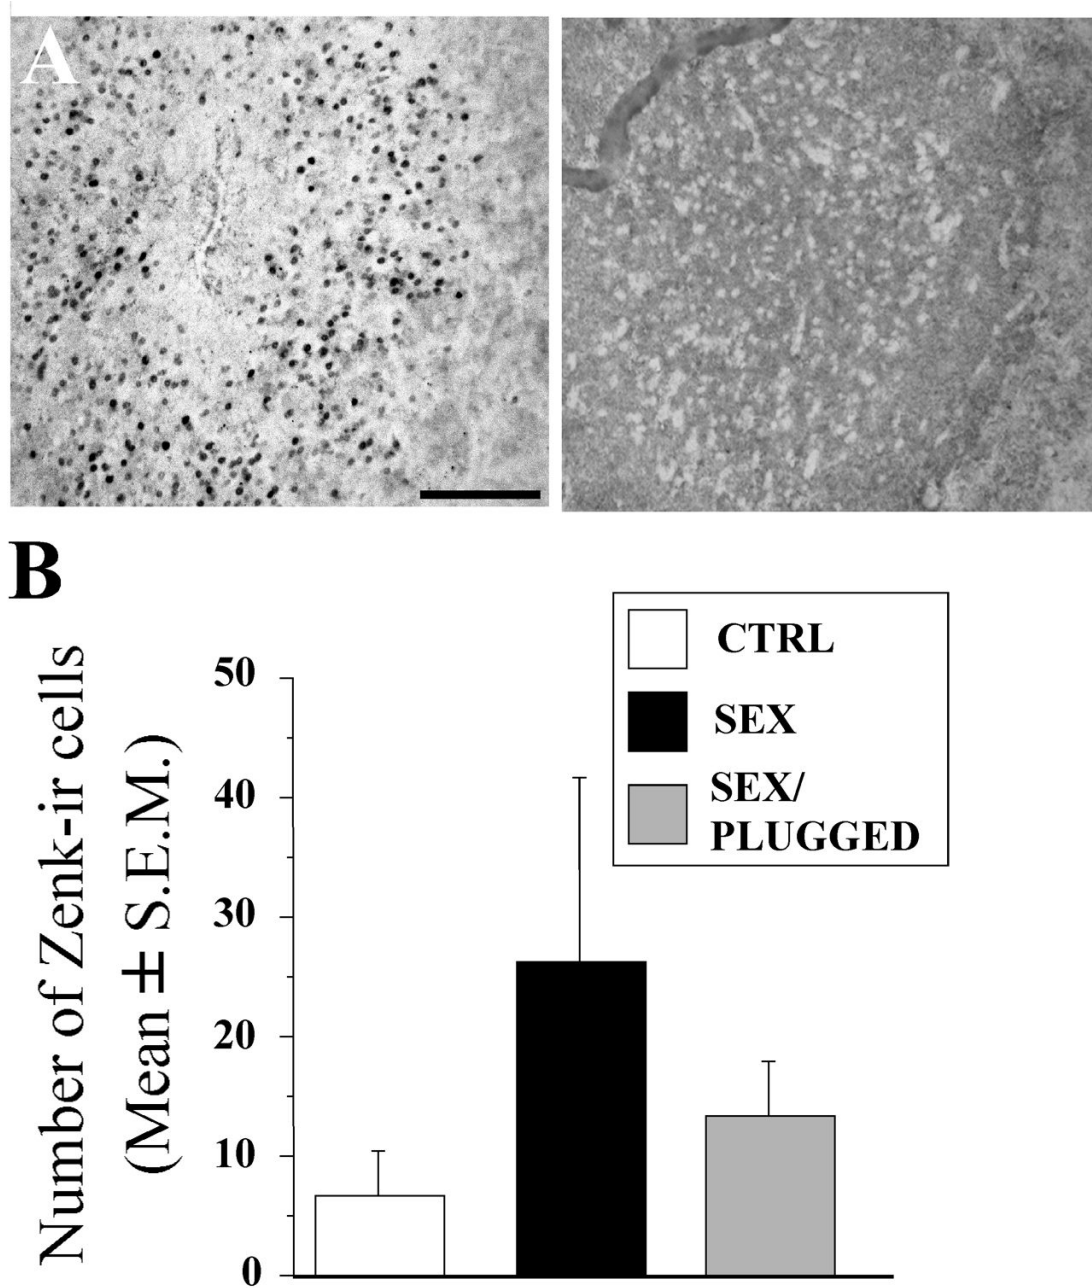 A
B
Number of Zenk-ir cells
(Mean ± S.E.M.)
50
40
30
20
10
0
CTRL
SEX
SEX/
PLUGGED